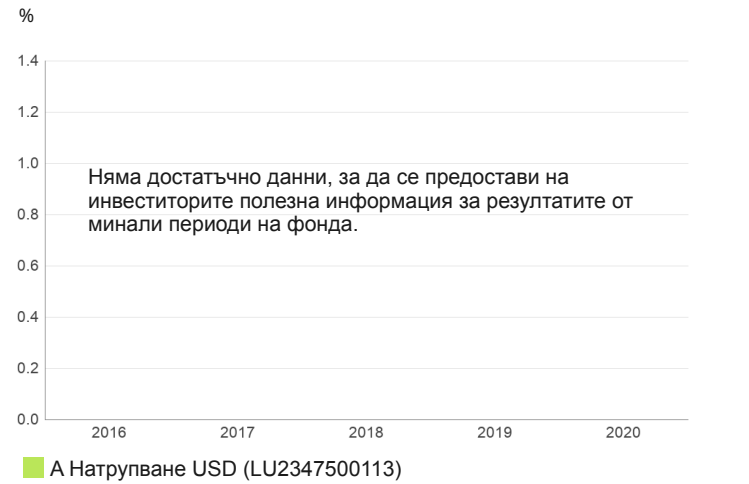 %
1.4
1.2
1.0
Няма достатъчно данни, за да се предостави на
инвеститорите полезна информация за резултатите от
минали периоди на фонда.
0.8
0.6
0.4
0.2
0.0
2016 2017 2018 2019 2020
А Натрупване USD (LU2347500113)